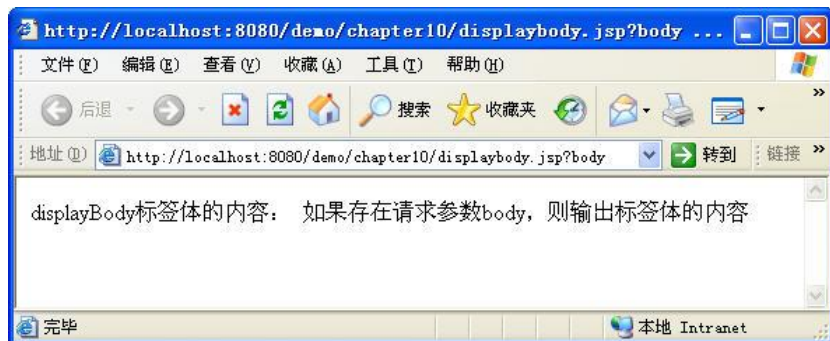 http://localhost:8080/demo/chapter10/displaybody.jsp?body ...
文件(F) 编辑(E) 查看(V) 收藏(A) 工具(T) 帮助(H)
后退 搜索 收藏夹 »
地址(D) http://localhost:8080/demo/chapter10/displaybody.jsp?body 转到 链接 »
displayBody标签体的内容： 如果存在请求参数body，则输出标签体的内容
完毕 本地 Intranet